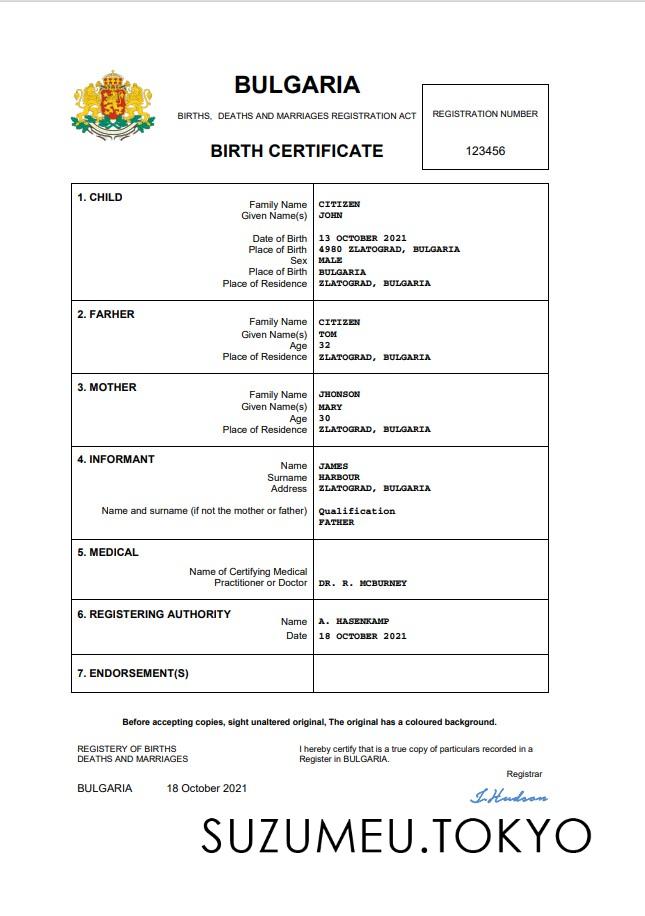 BULGARIA
BIRTHS, DEATHS AND MARRIAGES REGISTRATION ACT
BIRTH CERTIFICATE
REGISTRATION NUMBER
123456
1. CHILD
Family Name CITIZEN
Given Name(s) JOHN
Date of Birth 13 OCTOBER 2021
Place of Birth 4980 ZLATOGRAD, BULGARIA
Sex MALE
Place of Birth BULGARIA
Place of Residence ZLATOGRAD, BULGARIA
2. FARHER
Family Name CITIZEN
Given Name(s) TOM
Age 32
Place of Residence ZLATOGRAD, BULGARIA
3. MOTHER
Family Name JHONSON
Given Name(s) MARY
Age 30
Place of Residence ZLATOGRAD, BULGARIA
4. INFORMANT
Name JAMES
Surname HARBOUR
Address ZLATOGRAD, BULGARIA
Name and surname (if not the mother or father) Qualification
FATHER
5. MEDICAL
Name of Certifying Medical
Practitioner or Doctor DR. R. MCBURNEY
6. REGISTERING AUTHORITY
Name A. HASENKAMP
Date 18 OCTOBER 2021
7. ENDORSEMENT(S)
Before accepting copies, sight unaltered original, The original has a coloured background.
REGISTERY OF BIRTHS
DEATHS AND MARRIAGES
BULGARIA 18 October 2021
I hereby certify that is a true copy of particulars recorded in a
Register in BULGARIA.
Registrar
J.Hudson
SUZUMEU.TOKYO